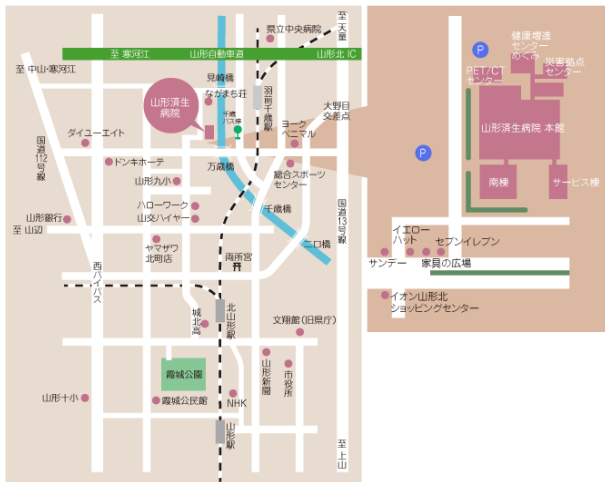 県立中央病院
至 天童
至 寒河江
山形自動車道
山形北 IC
至 中山・寒河江
見崎橋
ながまち荘
山形済生
病院
千歳
バス停
羽前千歳駅
ヨーク
ベニマル
大野目
交差点
国道112号線
ダイユーエイト
ドンキホーテ
万歳橋
総合スポーツ
センター
山形九小
ハローワーク
山交ハイヤー
千歳橋
国道13号線
山形銀行
至 山辺
ヤマザワ
北町店
両所宮
二口橋
西バイパス
城北高
北山形駅
文翔館（旧県庁）
霞城公園
山形新聞
市役所
山形十小
霞城公民館
NHK
山形駅
至 上山
健康増進
センター
めぐみ
P
PET/CT
センター
災害拠点
センター
山形済生病院 本館
P
南棟
サービス棟
イエロー
ハット
セブンイレブン
サンデー
家具の広場
イオン山形北
ショッピングセンター